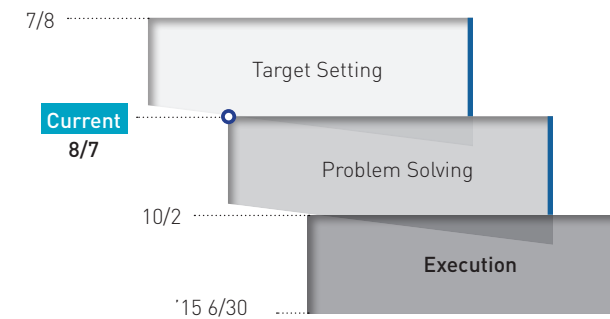 7/8
Target Setting
Current
8/7
Problem Solving
10/2
Execution
'15 6/30